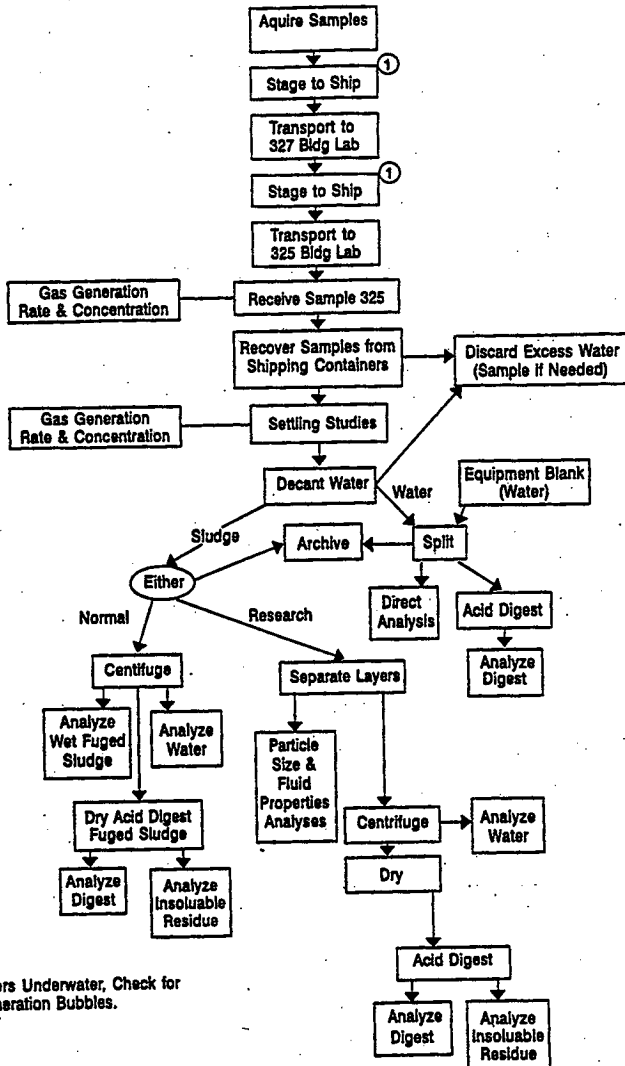 Aquire Samples
1
Stage to Ship
Transport to
327 Bldg Lab
1
Stage to Ship
Transport to
325 Bldg Lab
Gas Generation
Rate & Concentration
Receive Sample 325
Recover Samples from
Shipping Containers
Discard Excess Water
(Sample if Needed)
Gas Generation
Rate & Concentration
Settling Studies
Decant Water
Water
Equipment Blank
(Water)
Sludge
Archive
Split
Either
Normal
Research
Direct
Analysis
Acid Digest
Analyze
Digest
Centifuge
Separate Layers
Analyze
Wet Fuged
Sludge
Analyze
Water
Particle
Size &
Fluid
Properties
Analyses
Dry Acid Digest
Fuged Sludge
Centrifuge
Analyze
Water
Dry
Analyze
Digest
Analyze
Insoluable
Residue
Acid Digest
ers Underwater, Check for
neration Bubbles.
Analyze
Digest
Analyze
Insoluable
Residue